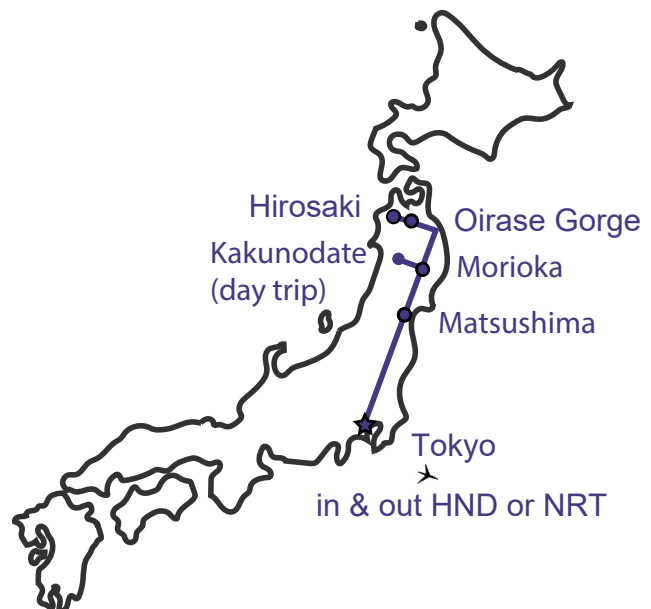 Hirosaki
Oirase Gorge
Kakunodate
(day trip)
Morioka
Matsushima
Tokyo
in & out HND or NRT